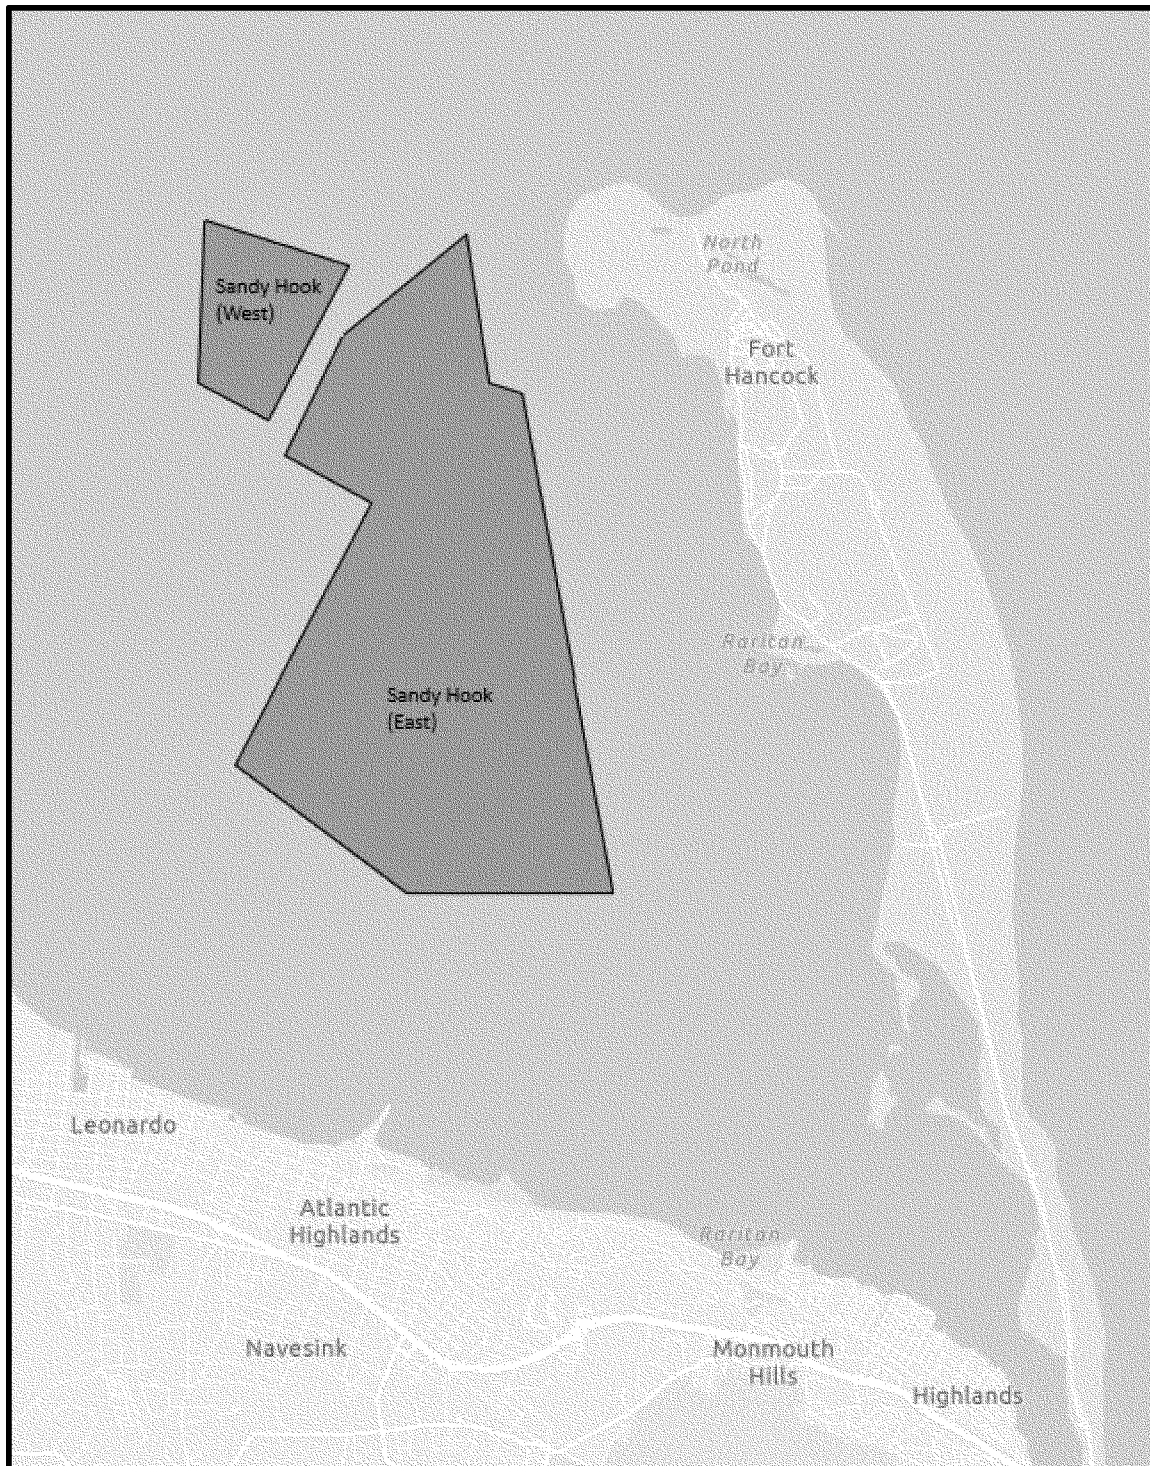 North
Pond
Sandy Hook
(West)
Fort
Hancock
Raritan
Bay
Sandy Hook
(East)
Leonardo
Atlantic
Highlands
Raritan
Bay
Navesink
Monmouth
Hills
Highlands